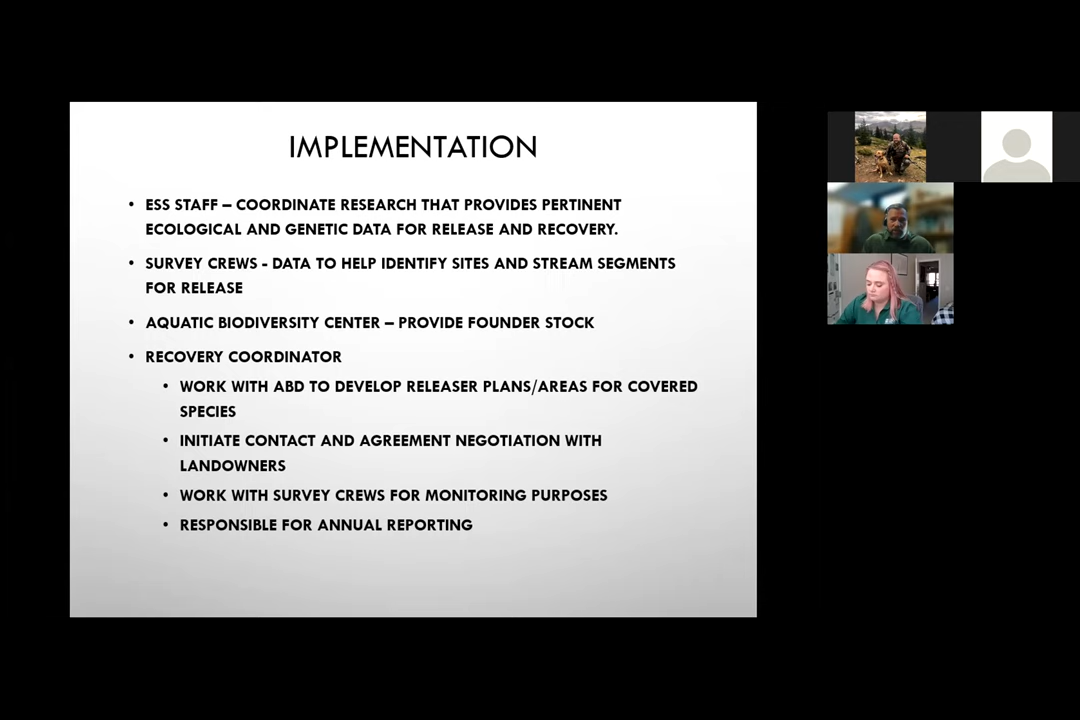 IMPLEMENTATION
• ESS STAFF – COORDINATE RESEARCH THAT PROVIDES PERTINENT
ECOLOGICAL AND GENETIC DATA FOR RELEASE AND RECOVERY.
• SURVEY CREWS - DATA TO HELP IDENTIFY SITES AND STREAM SEGMENTS
FOR RELEASE
• AQUATIC BIODIVERSITY CENTER – PROVIDE FOUNDER STOCK
• RECOVERY COORDINATOR
• WORK WITH ABD TO DEVELOP RELEASER PLANS/AREAS FOR COVERED
SPECIES
• INITIATE CONTACT AND AGREEMENT NEGOTIATION WITH
LANDOWNERS
• WORK WITH SURVEY CREWS FOR MONITORING PURPOSES
• RESPONSIBLE FOR ANNUAL REPORTING